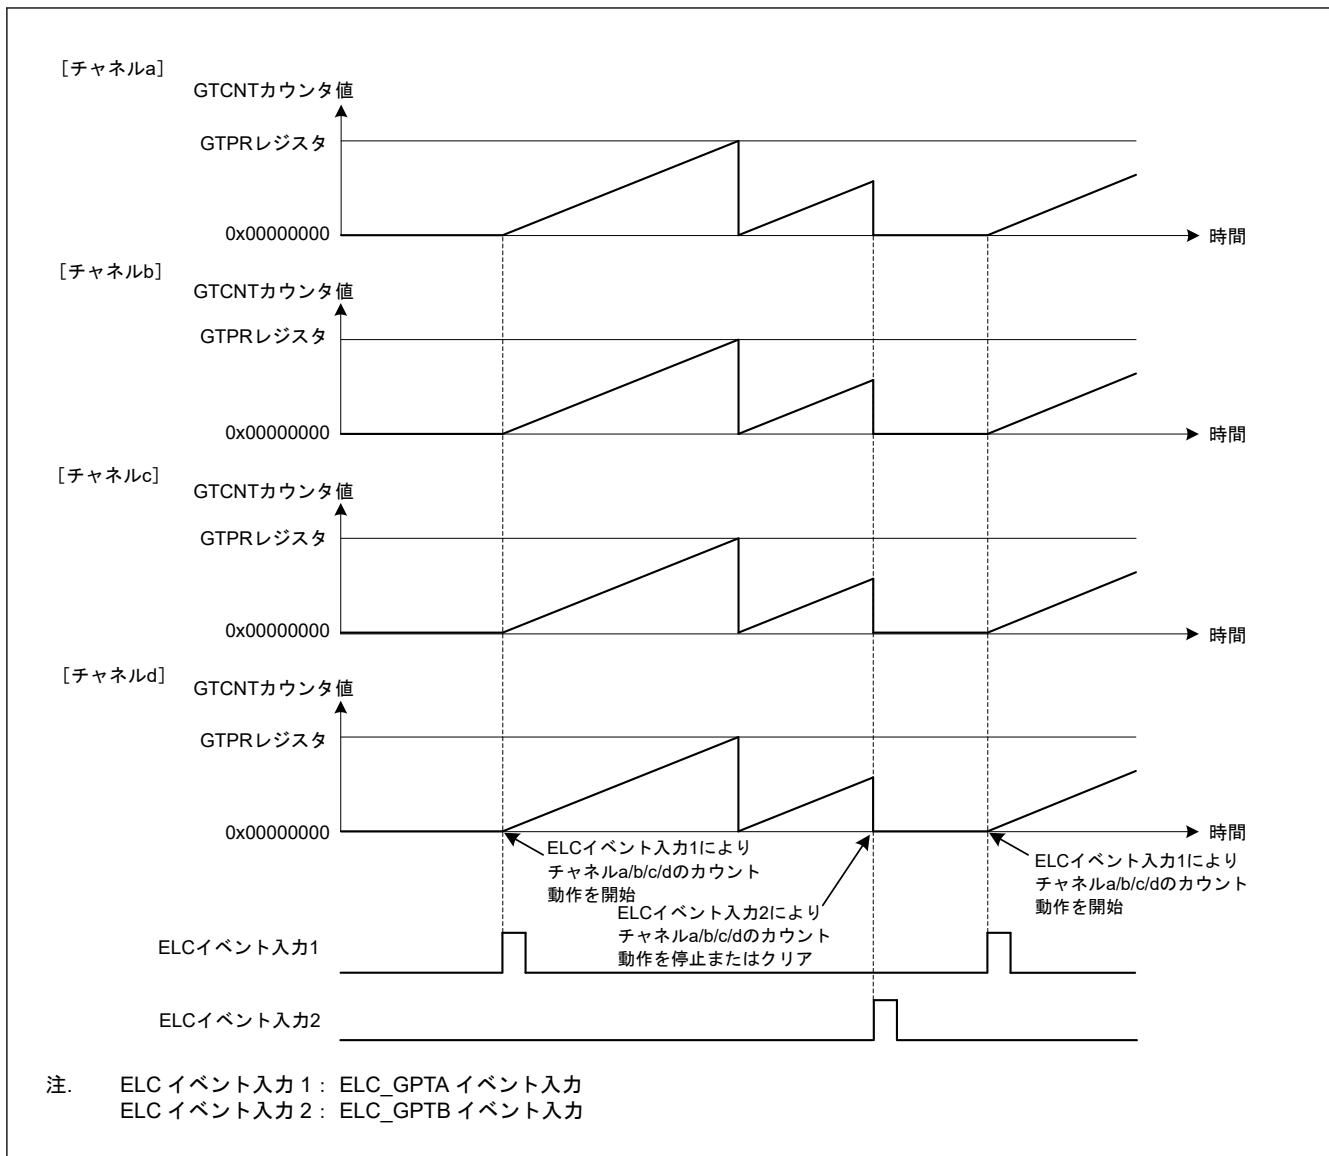 ［チャネルa］
GTCNTカウンタ値
GTPRレジスタ
0x00000000
時間
［チャネルb］
GTCNTカウンタ値
GTPRレジスタ
0x00000000
時間
［チャネルc］
GTCNTカウンタ値
GTPRレジスタ
0x00000000
時間
［チャネルd］
GTCNTカウンタ値
GTPRレジスタ
0x00000000
時間
ELCイベント入力1により
チャネルa/b/c/dのカウント
動作を開始
ELCイベント入力2により
チャネルa/b/c/dのカウント
動作を停止またはクリア
ELCイベント入力1により
チャネルa/b/c/dのカウント
動作を開始
ELCイベント入力1
ELCイベント入力2
注. ELC イベント入力 1 : ELC_GPTA イベント入力
ELC イベント入力 2 : ELC_GPTB イベント入力